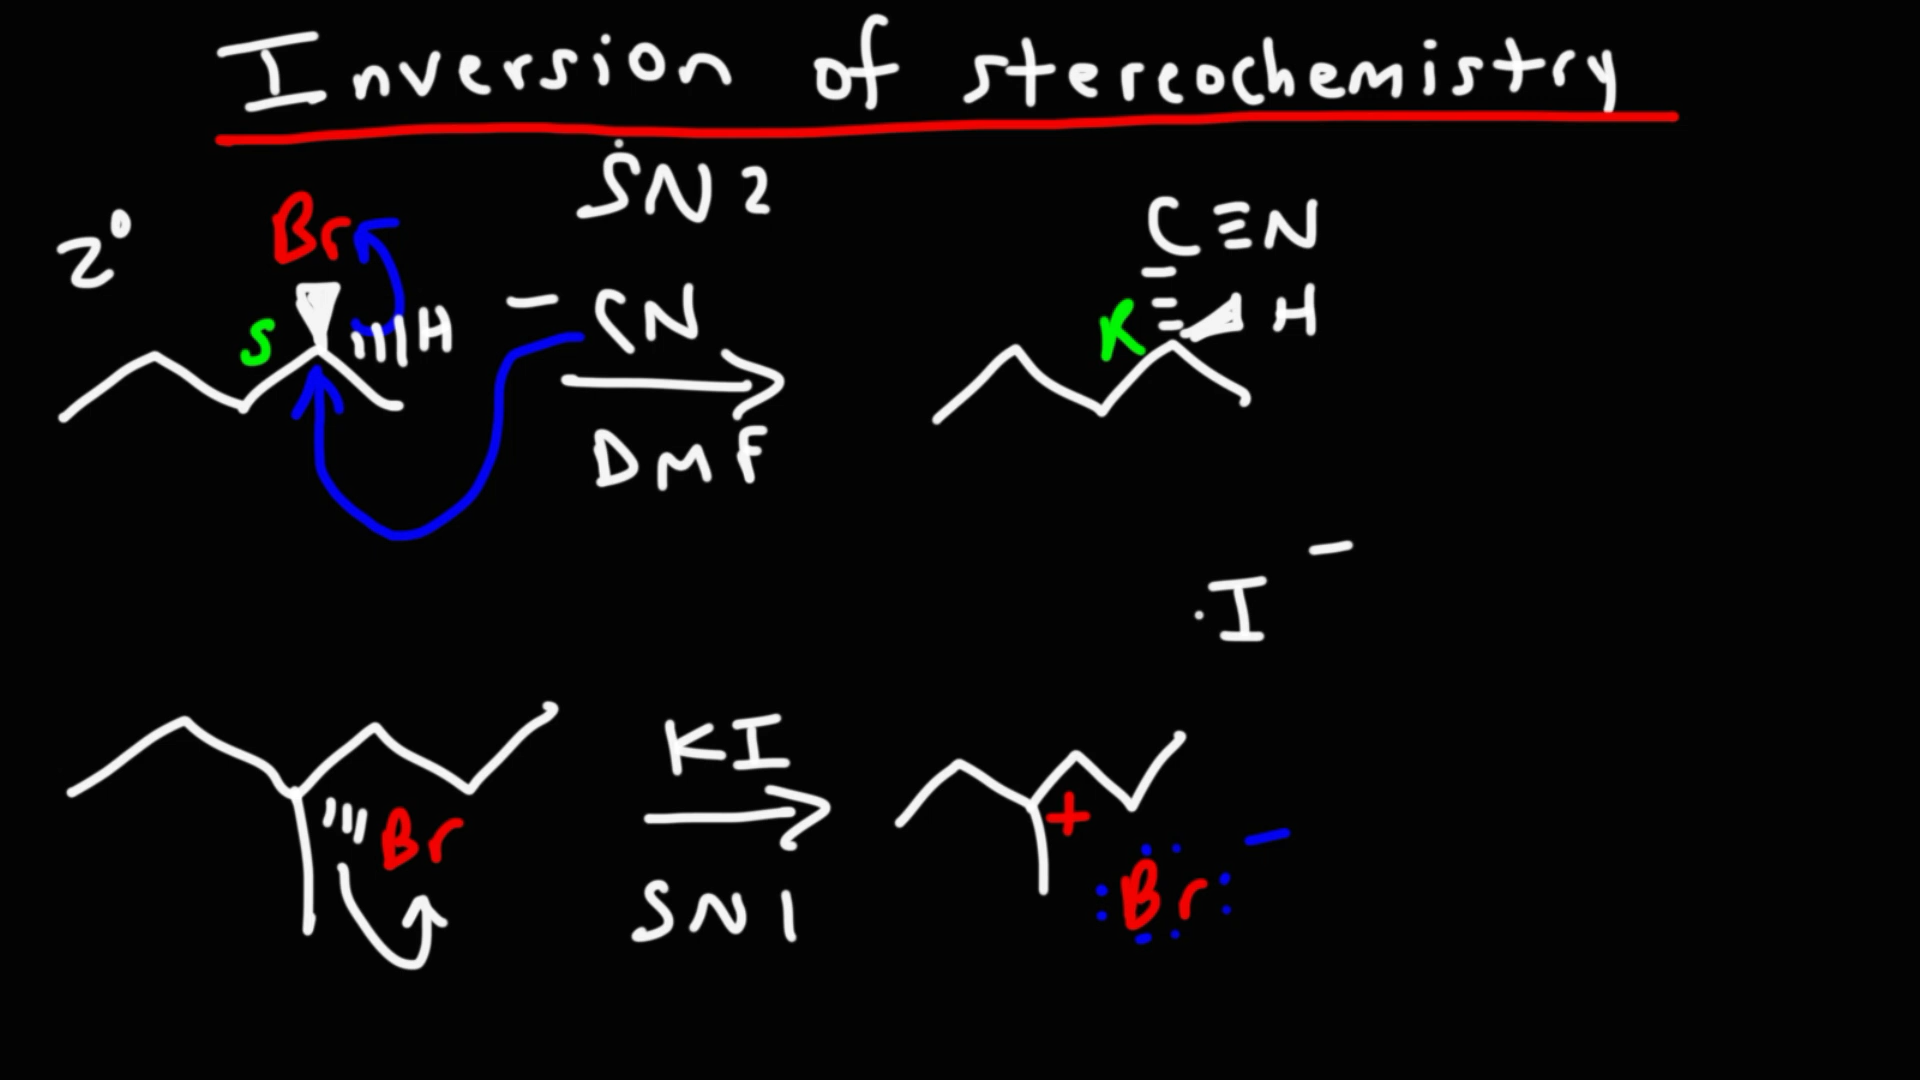 Inversion of stereochemistry
SN2
2° Br C≡N
S H - CN R H
DMF
I -
KI
Br +
SN1 :Br: -